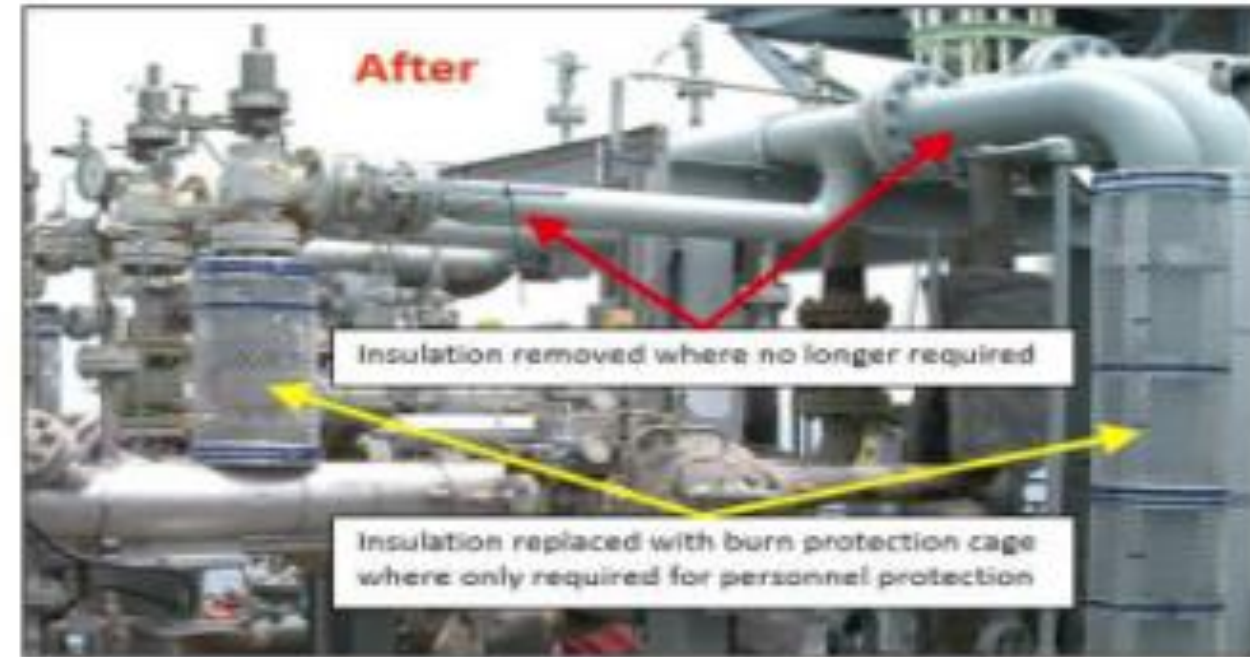 After
Insulation removed where no longer required
Insulation replaced with burn protection cage
where only required for personnel protection